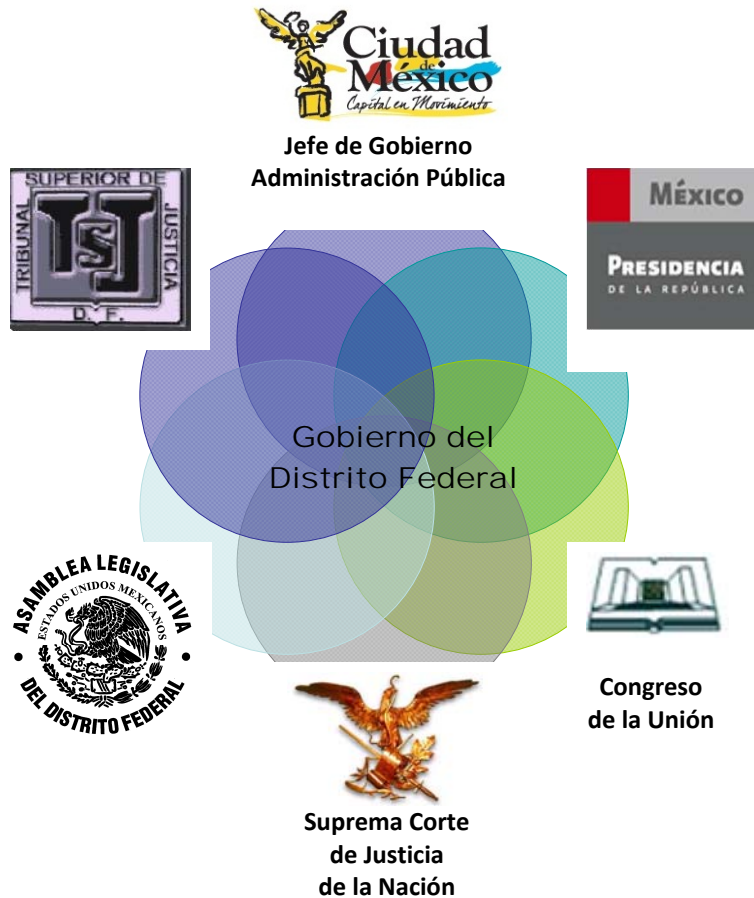 Ciudad
de
México
Capital en Movimiento
Jefe de Gobierno
Administración Pública
TRIBUNAL
SUPERIOR DE
JUSTICIA
TSJ
D. F.
MÉXICO
PRESIDENCIA
DE LA REPÚBLICA
Gobierno del
Distrito Federal
ASAMBLEA LEGISLATIVA
ESTADOS UNIDOS MEXICANOS
DEL DISTRITO FEDERAL
Congreso
de la Unión
Suprema Corte
de Justicia
de la Nación